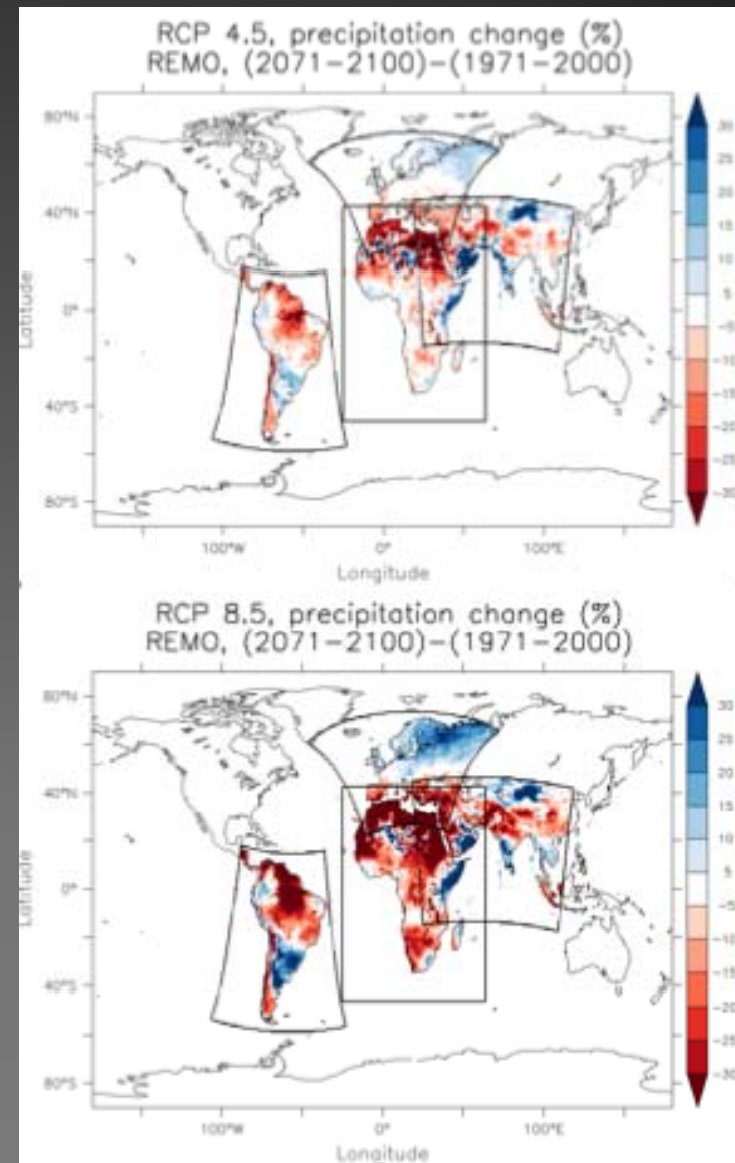 RCP 4.5, precipitation change (%)
REMO, (2071-2100)-(1971-2000)
80°N
40°N
0°
40°S
80°S
Latitude
100°W 0° 100°E
Longitude
30
25
20
15
10
5
-5
-10
-15
-20
-25
-30
RCP 8.5, precipitation change (%)
REMO, (2071-2100)-(1971-2000)
80°N
40°N
0°
40°S
80°S
Latitude
100°W 0° 100°E
Longitude
30
25
20
15
10
5
-5
-10
-15
-20
-25
-30